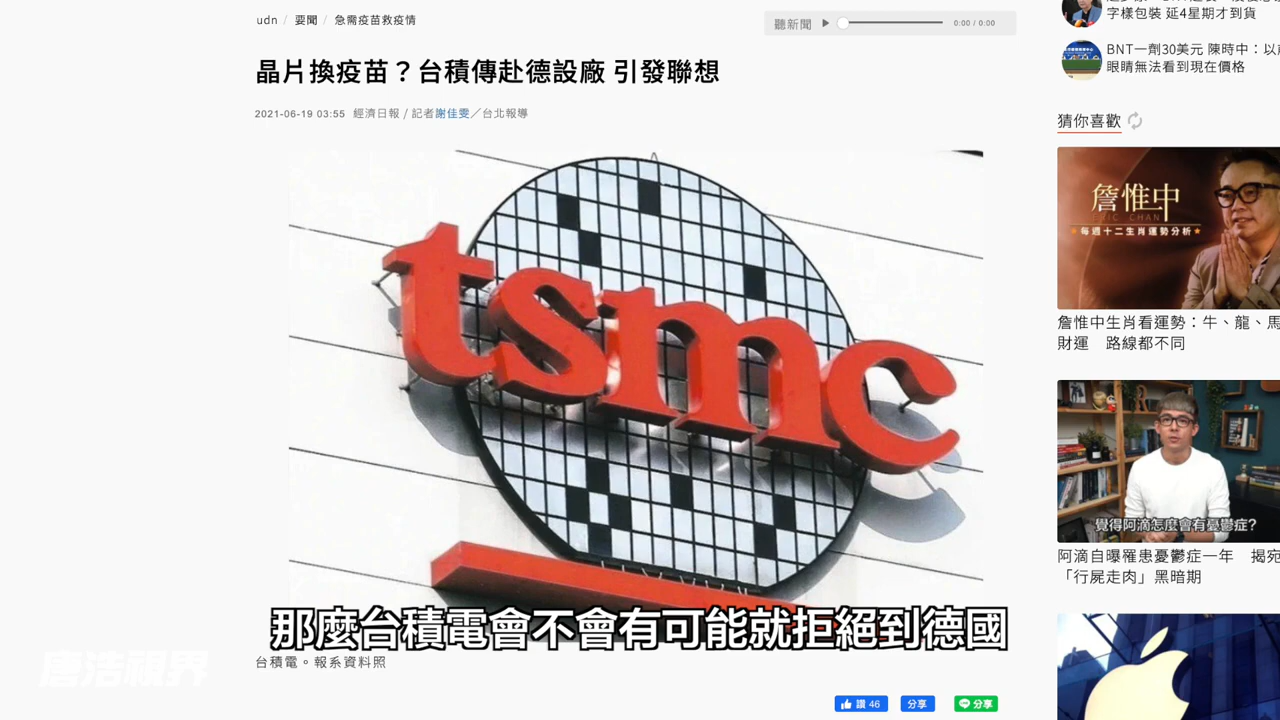 udn / 要聞 / 急需疫苗救疫情
聽新聞
0:00 / 0:00
晶片換疫苗？台積傳赴德設廠 引發聯想
2021-06-19 03:55 經濟日報 / 記者謝佳雯／台北報導
tsmc
那麼台積電會不會有可能就拒絕到德國
台積電。報系資料照
唐浩視界
讚 46
分享
分享
字樣包裝 延4星期才到貨
BNT一劑30美元 陳時中：以
眼睛無法看到現在價格
猜你喜歡
詹惟中
ERIC CHAN
每週十二生肖運勢分析
詹惟中生肖看運勢：牛、龍、馬
財運 路線都不同
覺得阿滴怎麼會有憂鬱症?
阿滴自曝罹患憂鬱症一年 揭宛
「行屍走肉」黑暗期